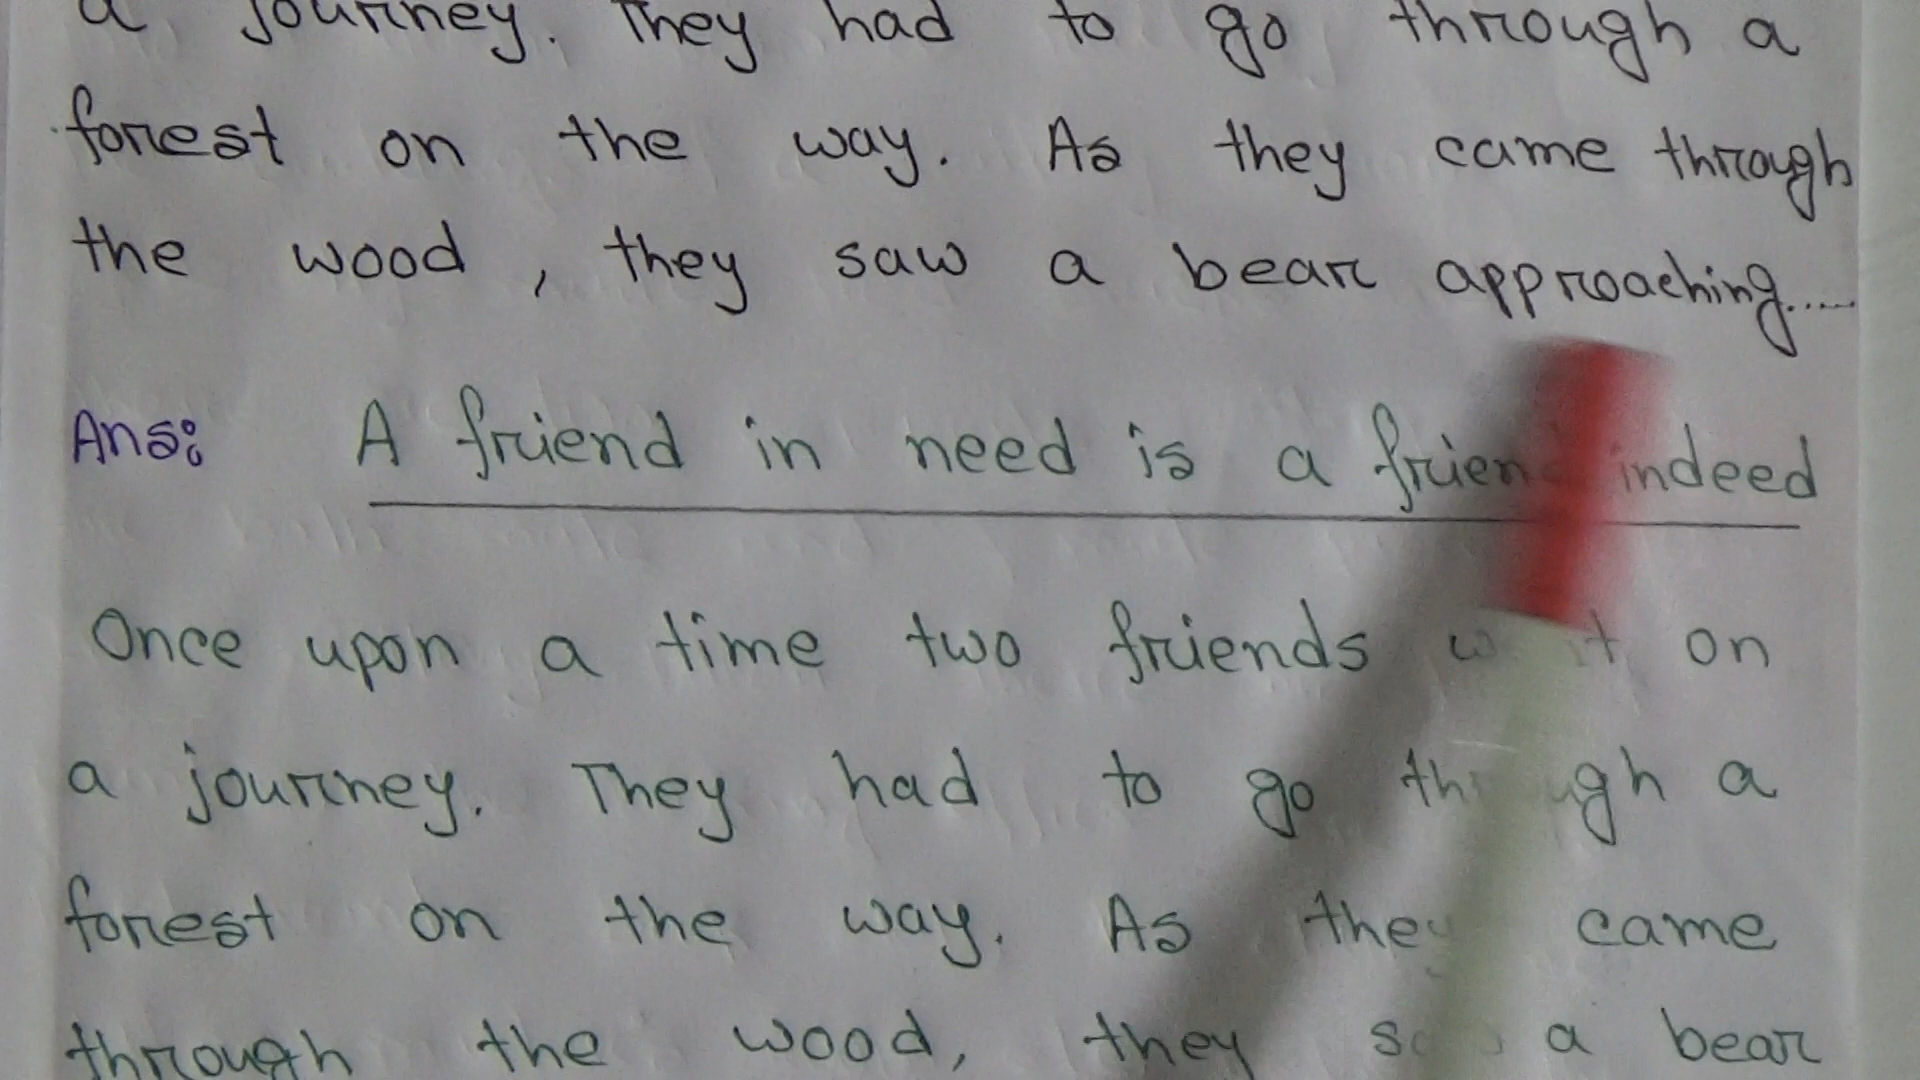 a journey. They had to go through a
forest on the way. As they came through
the wood, they saw a bear approaching.....
Ans: A friend in need is a friend indeed
Once upon a time two friends on
a journey. They had to go a
forest on the way. As they came
through the wood, they a bear